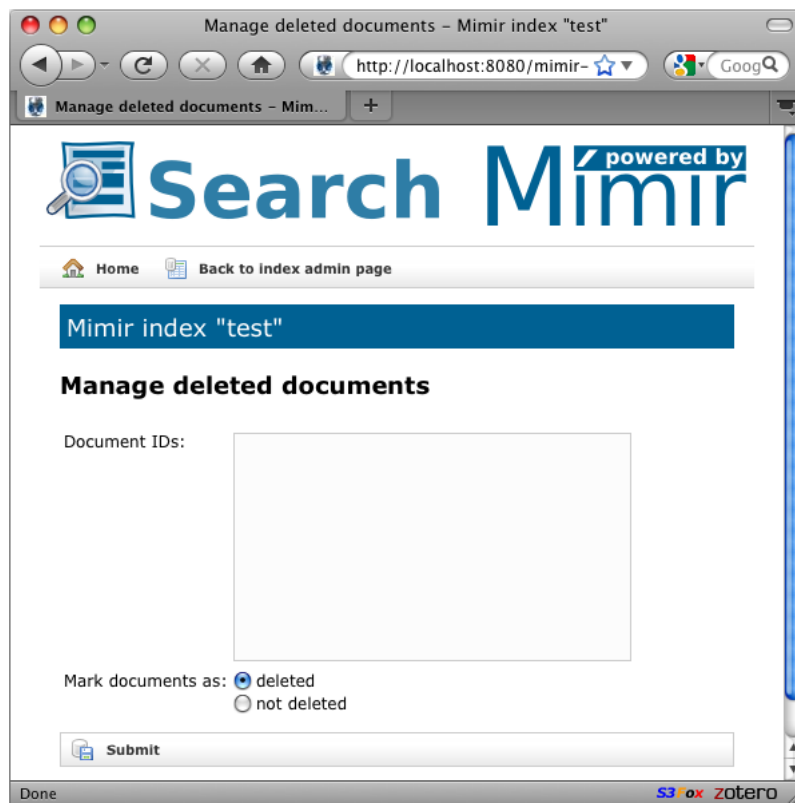 Manage deleted documents – Mimir index "test"
http://localhost:8080/mimir-
Goog
Manage deleted documents – Mim...
+
Search
powered by
Mimir
Home
Back to index admin page
Mimir index "test"
Manage deleted documents
Document IDs:
Mark documents as:
deleted
not deleted
Submit
Done
S3Fox
zotero